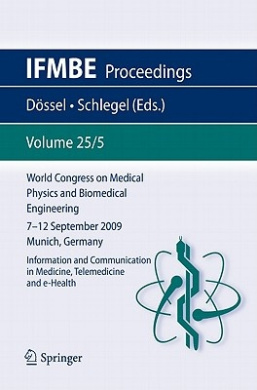 IFMBE Proceedings
Dössel – Schlegel (Eds.)
Volume 25/5
World Congress on Medical
Physics and Biomedical
Engineering
7–12 September 2009
Munich, Germany
Information and Communication
in Medicine, Telemedicine
and e-Health
Springer